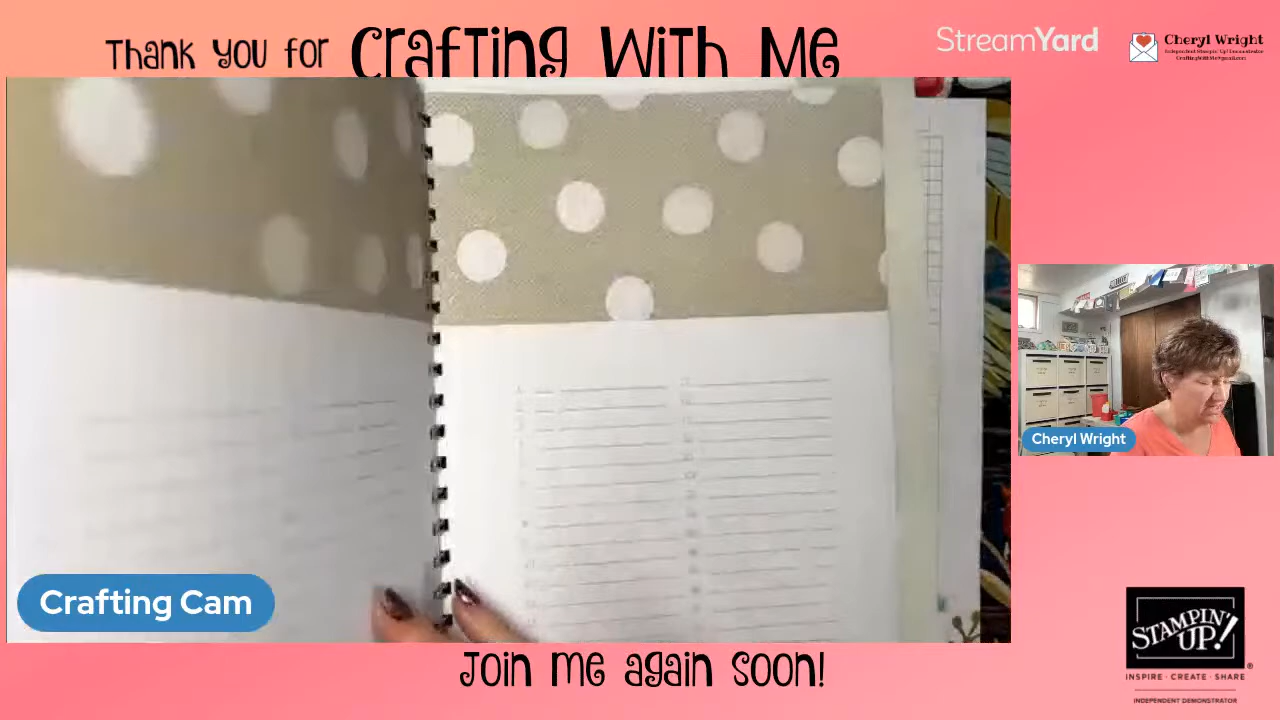 Thank you for Crafting With Me
StreamYard
Cheryl Wright
Crafting Cam
Cheryl Wright
Join me again soon!
STAMPIN' UP!®
INSPIRE · CREATE · SHARE
INDEPENDENT DEMONSTRATOR